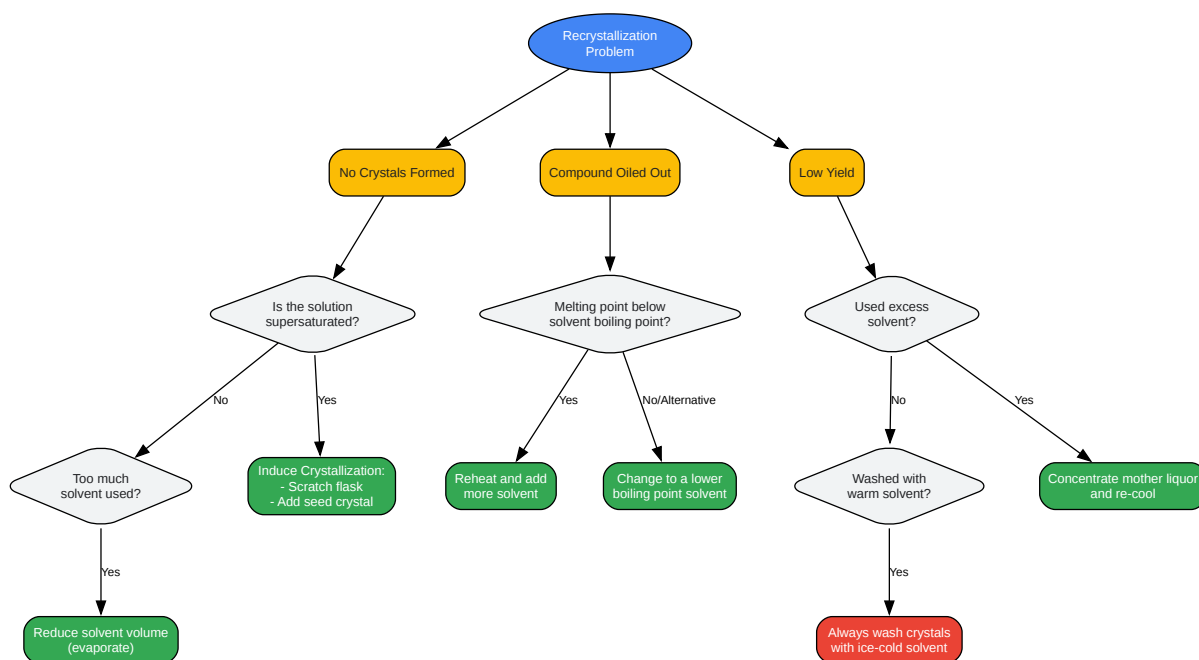 Recrystallization
Problem
No Crystals Formed
Compound Oiled Out
Low Yield
Is the solution
supersaturated?
Melting point below
solvent boiling point?
Used excess
solvent?
No
Yes
Yes
No/Alternative
No
Yes
Too much
solvent used?
Induce Crystallization:
- Scratch flask
- Add seed crystal
Reheat and add
more solvent
Change to a lower
boiling point solvent
Washed with
warm solvent?
Concentrate mother liquor
and re-cool
Yes
Yes
Reduce solvent volume
(evaporate)
Always wash crystals
with ice-cold solvent